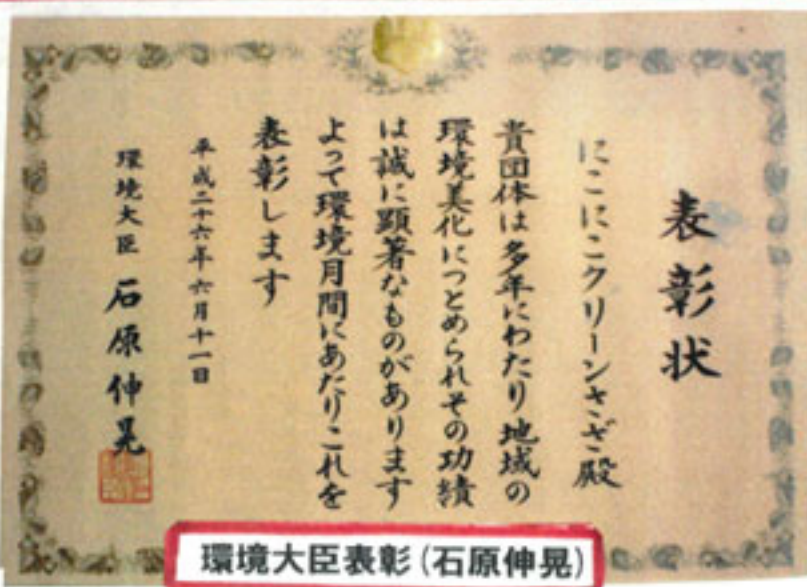 表彰状
にこにこクリーンきざ殿
貴団体は多年にわたり地域の
環境美化につとめられその功績
は誠に顕著なものがあります
よって環境月間にあたりこれを
表彰します
平成二十六年六月十一日
環境大臣 石原伸晃
環境大臣表彰(石原伸晃)